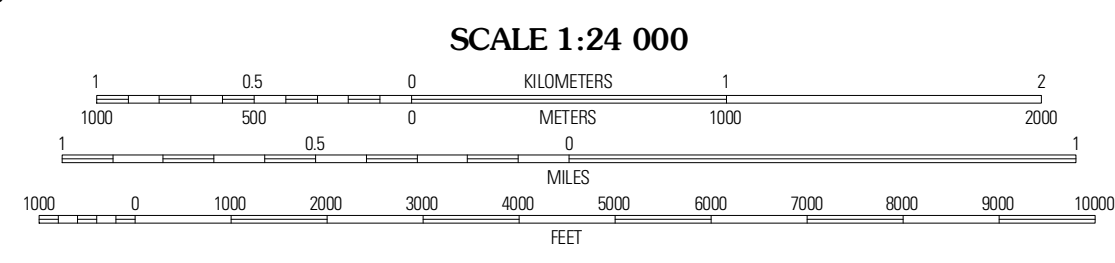 SCALE 1:24 000
1 0.5 0 KILOMETERS 1 2
1000 500 0 METERS 1000 2000
1 0.5 0 1
MILES
1000 0 1000 2000 3000 4000 5000 6000 7000 8000 9000 10000
FEET